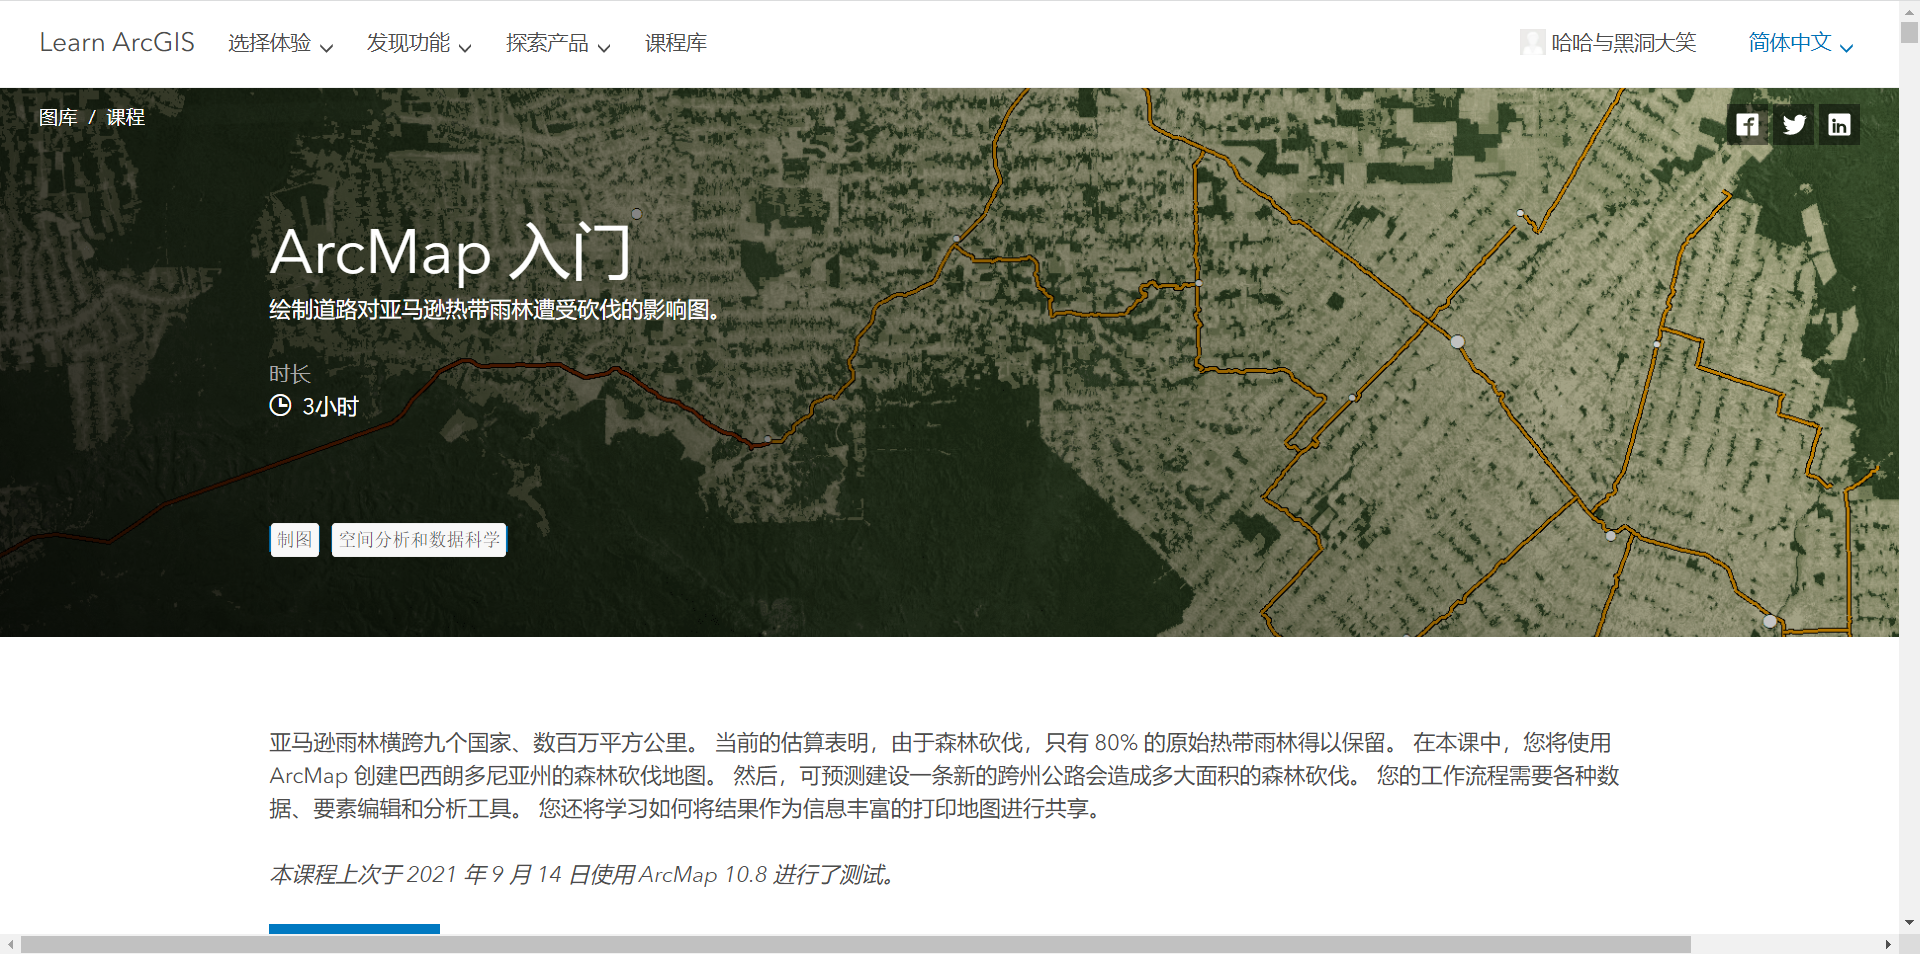 Learn ArcGIS 选择体验 发现功能 探索产品 课程库 哈哈与黑洞大笑 简体中文
图库 / 课程
ArcMap 入门
绘制道路对亚马逊热带雨林遭受砍伐的影响图。
时长
3小时
制图 空间分析和数据科学
亚马逊雨林横跨九个国家、数百万平方公里。 当前的估算表明，由于森林砍伐，只有 80% 的原始热带雨林得以保留。 在本课中，您将使用
ArcMap 创建巴西朗多尼亚州的森林砍伐地图。 然后，可预测建设一条新的跨州公路会造成多大面积的森林砍伐。 您的工作流程需要各种数
据、要素编辑和分析工具。 您还将学习如何将结果作为信息丰富的打印地图进行共享。
本课程上次于 2021 年 9 月 14 日使用 ArcMap 10.8 进行了测试。